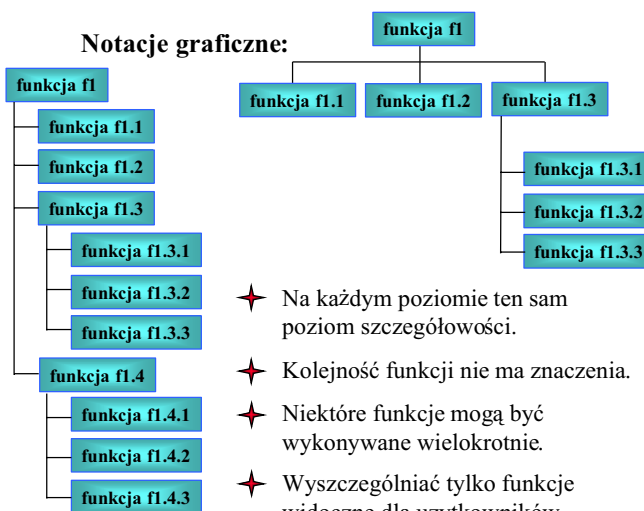 Notacje graficzne:
funkcja f1
funkcja f1.1
funkcja f1.2
funkcja f1.3
funkcja f1.3.1
funkcja f1.3.2
funkcja f1.3.3
funkcja f1.4
funkcja f1.4.1
funkcja f1.4.2
funkcja f1.4.3
funkcja f1
funkcja f1.1
funkcja f1.2
funkcja f1.3
funkcja f1.3.1
funkcja f1.3.2
funkcja f1.3.3
Na każdym poziomie ten sam
poziom szczegółowości.
Kolejność funkcji nie ma znaczenia.
Niektóre funkcje mogą być
wykonywane wielokrotnie.
Wyszczególniać tylko funkcje
widoczne dla użytkowników